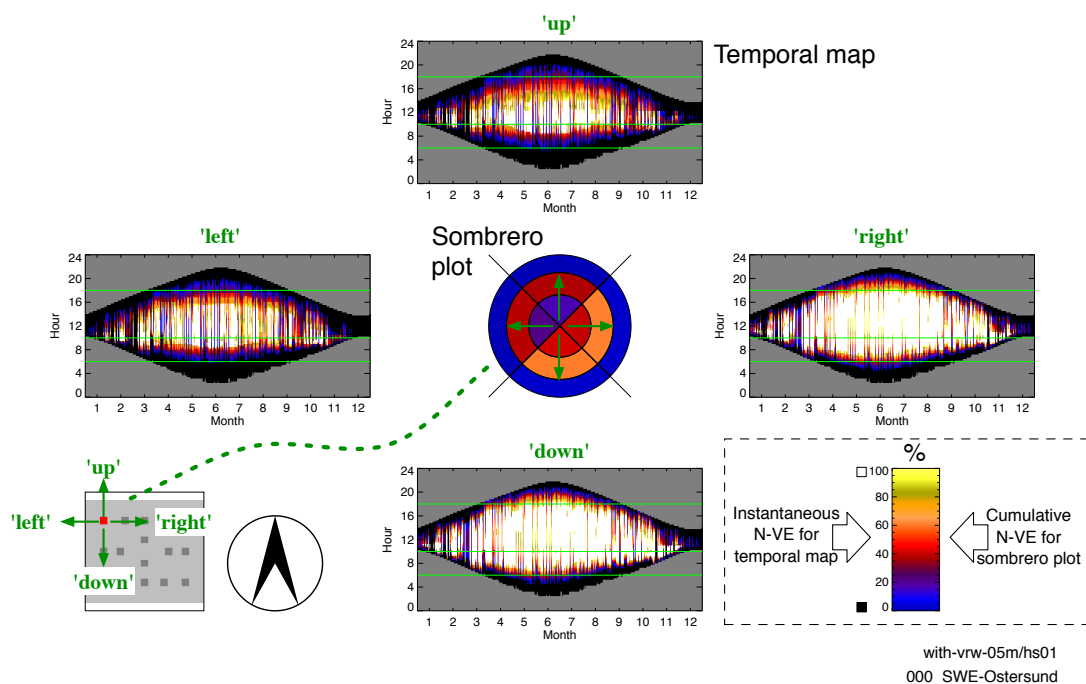 'up'
Temporal map
24
20
16
12
8
4
0
Hour
1 2 3 4 5 6 7 8 9 10 11 12
Month
'left'
24
20
16
12
8
4
0
Hour
1 2 3 4 5 6 7 8 9 10 11 12
Month
Sombrero
plot
'right'
24
20
16
12
8
4
0
Hour
1 2 3 4 5 6 7 8 9 10 11 12
Month
'down'
24
20
16
12
8
4
0
Hour
1 2 3 4 5 6 7 8 9 10 11 12
Month
'up'
'left'
'right'
'down'
%
100
80
60
40
20
0
Instantaneous
N-VE for
temporal map
Cumulative
N-VE for
sombrero plot
with-vrw-05m/hs01
000 SWE-Ostersund